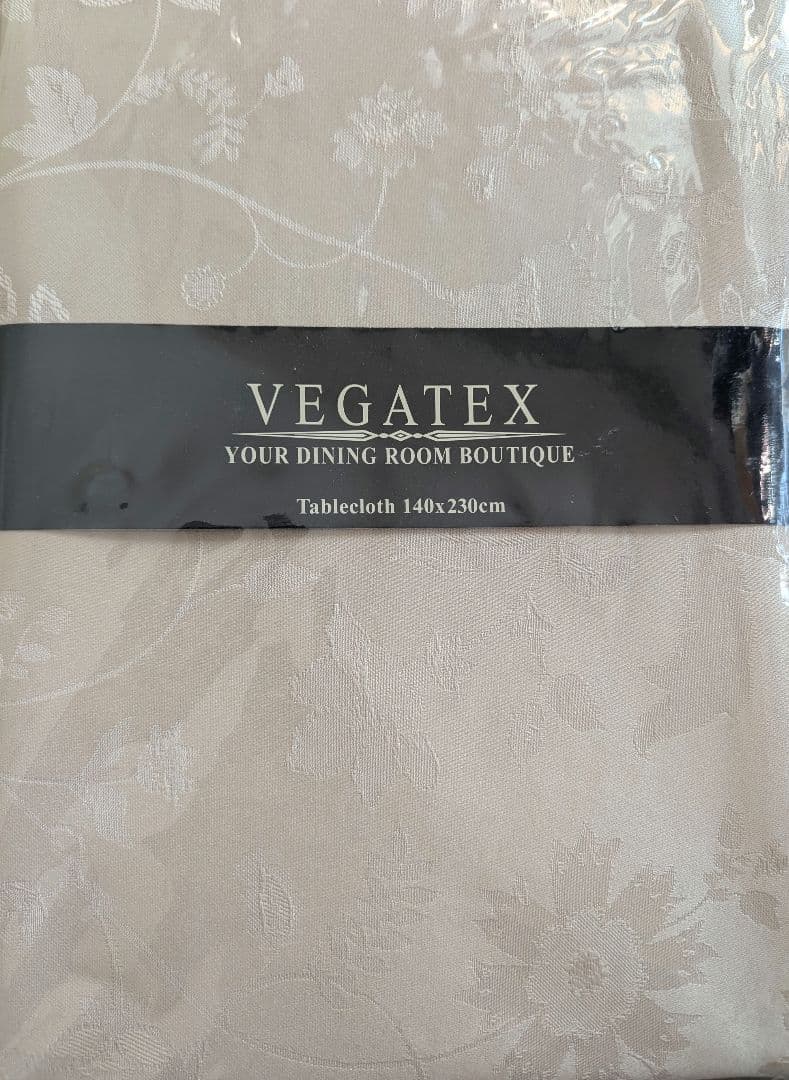 VEGATEX
YOUR DINING ROOM BOUTIQUE
Tablecloth 140x230cm